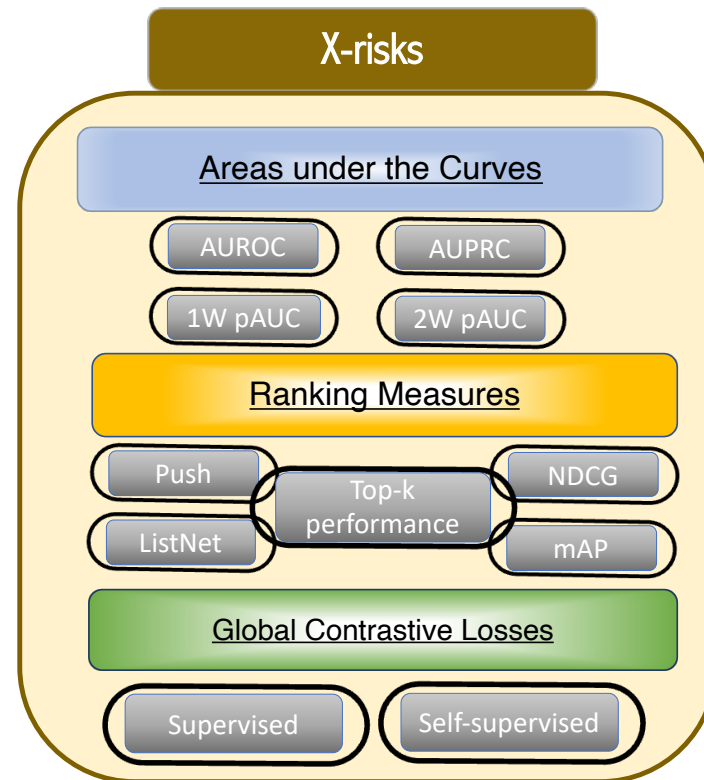 X-risks
Areas under the Curves
AUROC
AUPRC
1W pAUC
2W pAUC
Ranking Measures
Push
Top-k
performance
NDCG
ListNet
mAP
Global Contrastive Losses
Supervised
Self-supervised